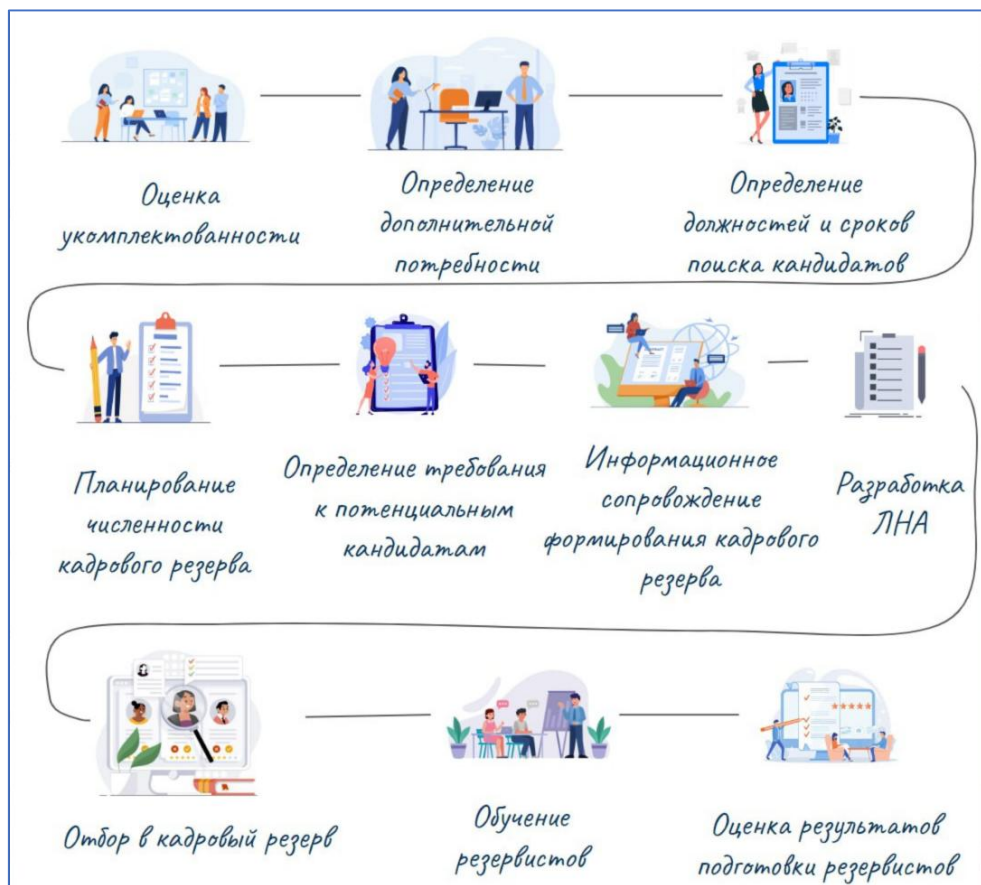 Оценка
укомплектованности
Определение
дополнительной
потребности
Определение
должностей и сроков
поиска кандидатов
Планирование
численности
кадрового резерва
Определение требования
к потенциальным
кандидатам
Информационное
сопровождение
формирования кадрового
резерва
Разработка
ЛНА
Отбор в кадровый резерв
Обучение
резервистов
Оценка результатов
подготовки резервистов